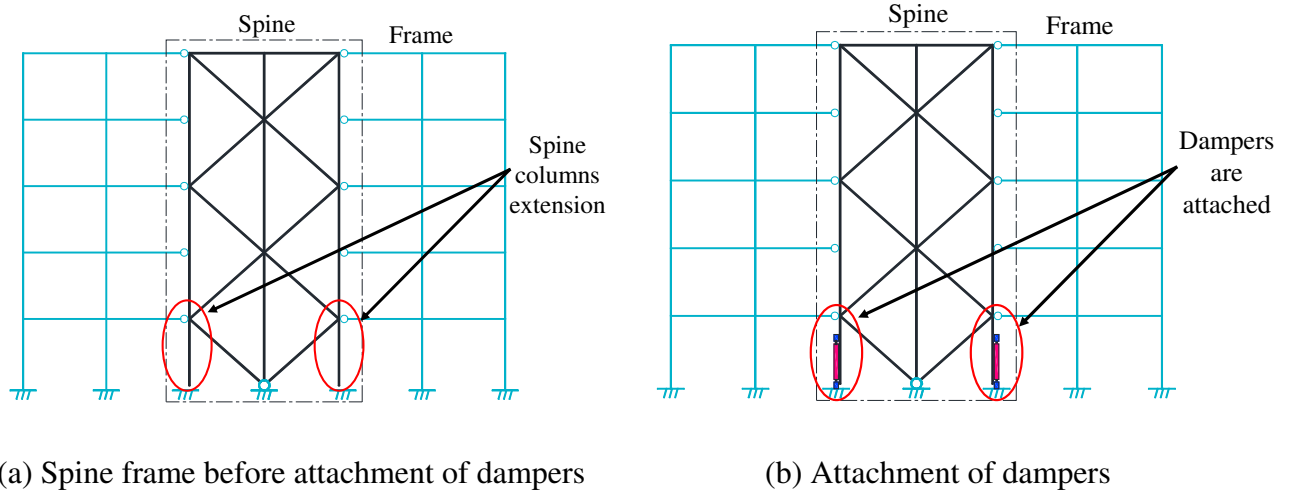 Spine
Frame
Spine
columns
extension
(a) Spine frame before attachment of dampers
Spine
Frame
Dampers
are
attached
(b) Attachment of dampers